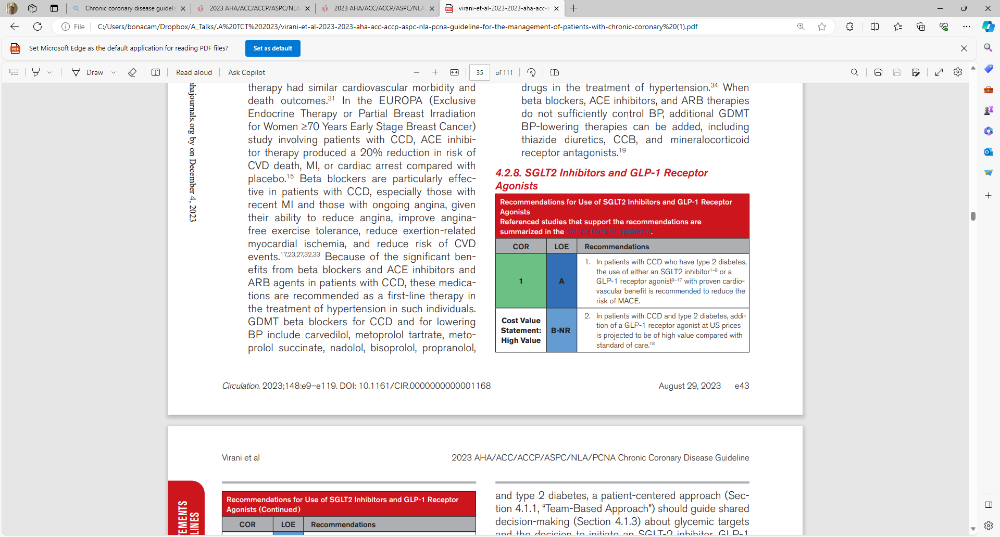 Chronic coronary disease guidelin
2023 AHA/ACC/ACCP/ASPC/NLA
2023 AHA/ACC/ACCP/ASPC/NLA
virani-et-al-2023-2023-aha-acc-a
File
C:/Users/bonacam/Dropbox/A_Talks/.A%20TCT%202023/virani-et-al-2023-2023-aha-acc-accp-aspc-nla-pcna-guideline-for-the-management-of-patients-with-chronic-coronary%20(1).pdf
Set Microsoft Edge as the default application for reading PDF files?
Set as default
Draw
Read aloud
Ask Copilot
35
of 111
ahajournals.org by on December 4, 2023
therapy had similar cardiovascular morbidity and
death outcomes.31 In the EUROPA (Exclusive
Endocrine Therapy or Partial Breast Irradiation
for Women ≥70 Years Early Stage Breast Cancer)
study involving patients with CCD, ACE inhibi-
tor therapy produced a 20% reduction in risk of
CVD death, MI, or cardiac arrest compared with
placebo.15 Beta blockers are particularly effec-
tive in patients with CCD, especially those with
recent MI and those with ongoing angina, given
their ability to reduce angina, improve angina-
free exercise tolerance, reduce exertion-related
myocardial ischemia, and reduce risk of CVD
events.17,23,27,32,33 Because of the significant ben-
efits from beta blockers and ACE inhibitors and
ARB agents in patients with CCD, these medica-
tions are recommended as a first-line therapy in
the treatment of hypertension in such individuals.
GDMT beta blockers for CCD and for lowering
BP include carvedilol, metoprolol tartrate, meto-
prolol succinate, nadolol, bisoprolol, propranolol,
drugs in the treatment of hypertension.34 When
beta blockers, ACE inhibitors, and ARB therapies
do not sufficiently control BP, additional GDMT
BP-lowering therapies can be added, including
thiazide diuretics, CCB, and mineralocorticoid
receptor antagonists.19
4.2.8. SGLT2 Inhibitors and GLP-1 Receptor
Agonists
Recommendations for Use of SGLT2 Inhibitors and GLP-1 Receptor
Agonists
Referenced studies that support the recommendations are
summarized in the Online Data Supplement.
COR LOE Recommendations
1 A
1. In patients with CCD who have type 2 diabetes,
the use of either an SGLT2 inhibitor1–8 or a
GLP-1 receptor agonist9–17 with proven cardio-
vascular benefit is recommended to reduce the
risk of MACE.
Cost Value
Statement:
High Value
B-NR
2. In patients with CCD and type 2 diabetes, addi-
tion of a GLP-1 receptor agonist at US prices
is projected to be of high value compared with
standard of care.18
Circulation. 2023;148:e9–e119. DOI: 10.1161/CIR.0000000000001168
August 29, 2023 e43
Virani et al
2023 AHA/ACC/ACCP/ASPC/NLA/PCNA Chronic Coronary Disease Guideline
Recommendations for Use of SGLT2 Inhibitors and GLP-1 Receptor
Agonists (Continued)
COR LOE Recommendations
and type 2 diabetes, a patient-centered approach (Sec-
tion 4.1.1, “Team-Based Approach”) should guide shared
decision-making (Section 4.1.3) about glycemic targets
and the decision to initiate an SGLT-2 inhibitor, GLP-1